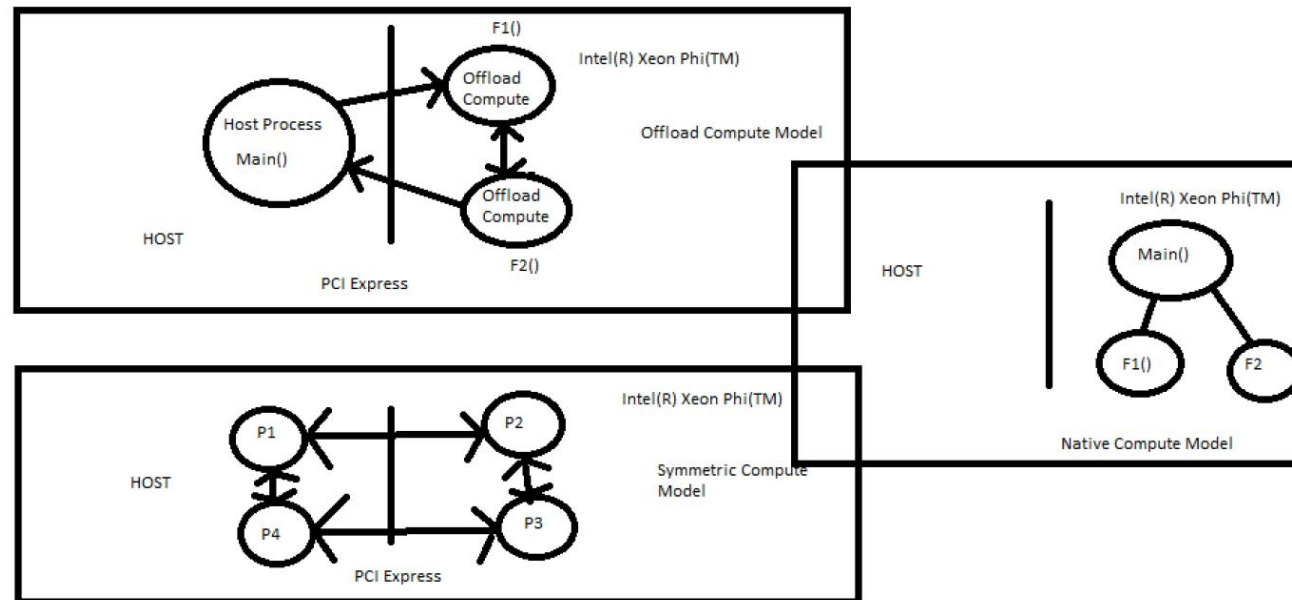 F1()
Intel(R) Xeon Phi(TM)
Offload
Compute
Host Process
Main()
Offload Compute Model
Offload
Compute
HOST
F2()
PCI Express
Intel(R) Xeon Phi(TM)
Main()
HOST
F1()
F2
Native Compute Model
Intel(R) Xeon Phi(TM)
P1
P2
HOST
Symmetric Compute
Model
P4
P3
PCI Express